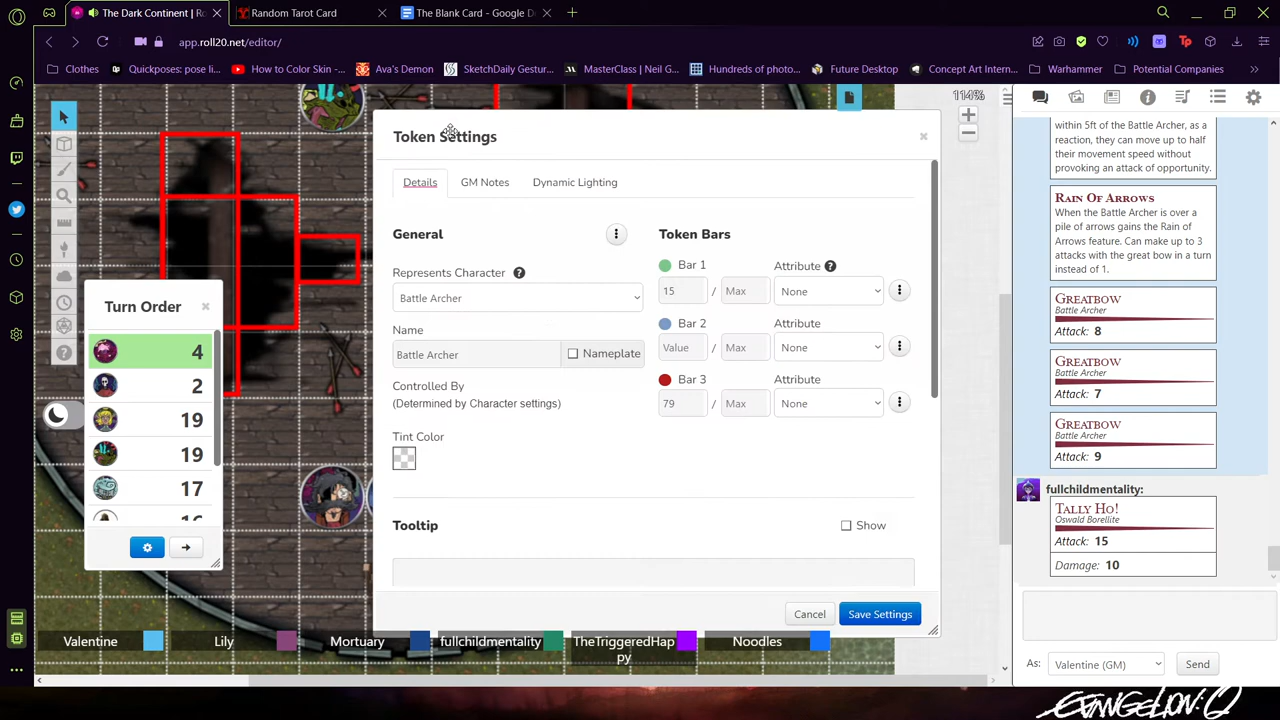 The Dark Continent | Ro
Random Tarot Card
The Blank Card - Google D
app.roll20.net/editor/
Clothes
Quickposes: pose li...
How to Color Skin -...
Ava's Demon
SketchDaily Gestur...
MasterClass | Neil G...
Hundreds of photo...
Future Desktop
Concept Art Intern...
Warhammer
Potential Companies
114%
Token Settings
Details
GM Notes
Dynamic Lighting
General
Represents Character
Battle Archer
Name
Battle Archer
Nameplate
Controlled By
(Determined by Character settings)
Tint Color
Token Bars
Bar 1
Attribute
15 / Max
None
Bar 2
Attribute
Value / Max
None
Bar 3
Attribute
79 / Max
None
Tooltip
Show
Cancel
Save Settings
Turn Order
4
2
19
19
17
16
Valentine
Lily
Mortuary
fullchildmentality
TheTriggeredHap
py
Noodles
within 5ft of the Battle Archer, as a
reaction, they can move up to half
their movement speed without
provoking an attack of opportunity.
Rain Of Arrows
When the Battle Archer is over a
pile of arrows gains the Rain of
Arrows feature. Can make up to 3
attacks with the great bow in a turn
instead of 1.
Greatbow
Battle Archer
Attack: 8
Greatbow
Battle Archer
Attack: 7
Greatbow
Battle Archer
Attack: 9
fullchildmentality:
Tally Ho!
Donald Borellite
Attack: 15
Damage: 10
As:
Valentine (GM)
Send